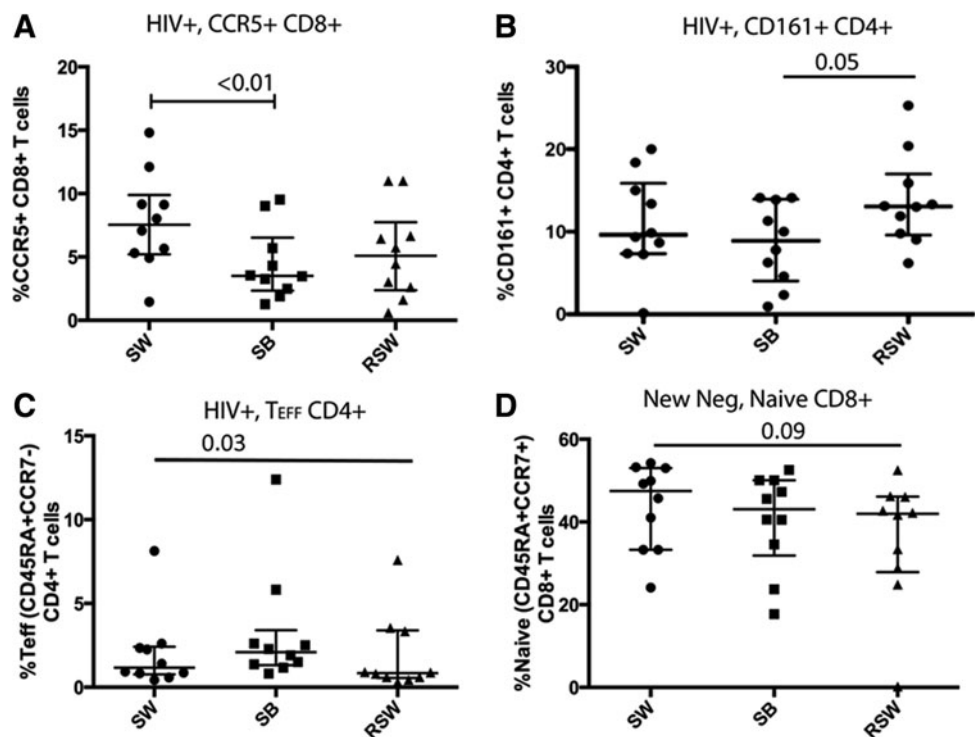 A
HIV+, CCR5+ CD8+
%CCR5+ CD8+ T cells
20
15
10
5
0
<0.01
SW
SB
RSW
B
HIV+, CD161+ CD4+
%CD161+ CD4+ T cells
30
20
10
0
0.05
SW
SB
RSW
C
HIV+, TEFF CD4+
%Teff (CD45RA+CCR7-)
CD4+ T cells
15
10
5
0
0.03
SW
SB
RSW
D
New Neg, Naive CD8+
%Naive (CD45RA+CCR7+)
CD8+ T cells
60
40
20
0
0.09
SW
SB
RSW